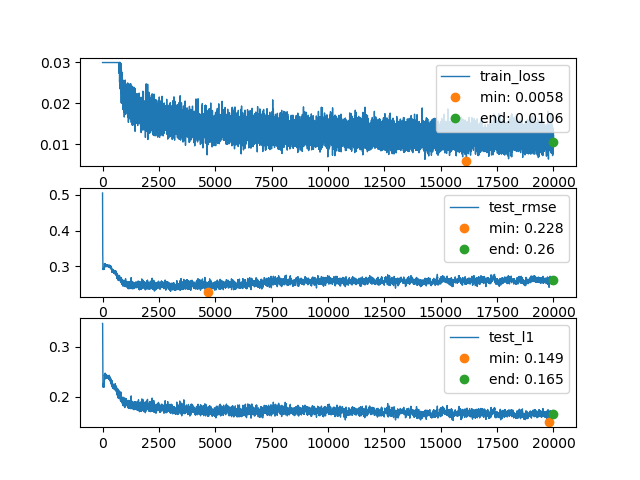 0.03
0.02
0.01
train_loss
min: 0.0058
end: 0.0106
0 2500 5000 7500 10000 12500 15000 17500 20000
0.5
0.4
0.3
test_rmse
min: 0.228
end: 0.26
0 2500 5000 7500 10000 12500 15000 17500 20000
0.3
0.2
test_l1
min: 0.149
end: 0.165
0 2500 5000 7500 10000 12500 15000 17500 20000